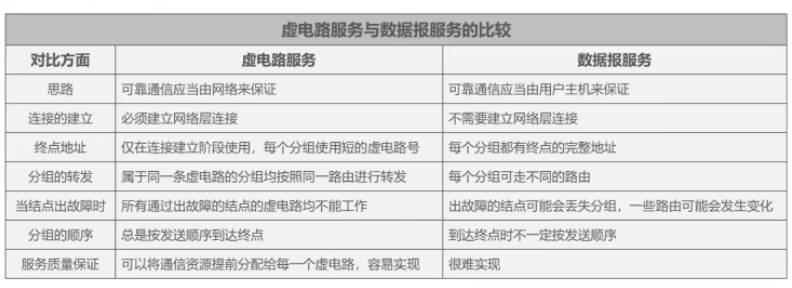 虚电路服务与数据报服务的比较
对比方面 虚电路服务 数据报服务
思路 可靠通信应当由网络来保证 可靠通信应当由用户主机来保证
连接的建立 必须建立网络层连接 不需要建立网络层连接
终点地址 仅在连接建立阶段使用，每个分组使用短的虚电路号 每个分组都有终点的完整地址
分组的转发 属于同一条虚电路的分组均按照同一路由进行转发 每个分组可走不同的路由
当结点出故障时 所有通过出故障的结点的虚电路均不能工作 出故障的结点可能会丢失分组，一些路由可能会发生变化
分组的顺序 总是按发送顺序到达终点 到达终点时不一定按发送顺序
服务质量保证 可以将通信资源提前分配给每一个虚电路，容易实现 很难实现